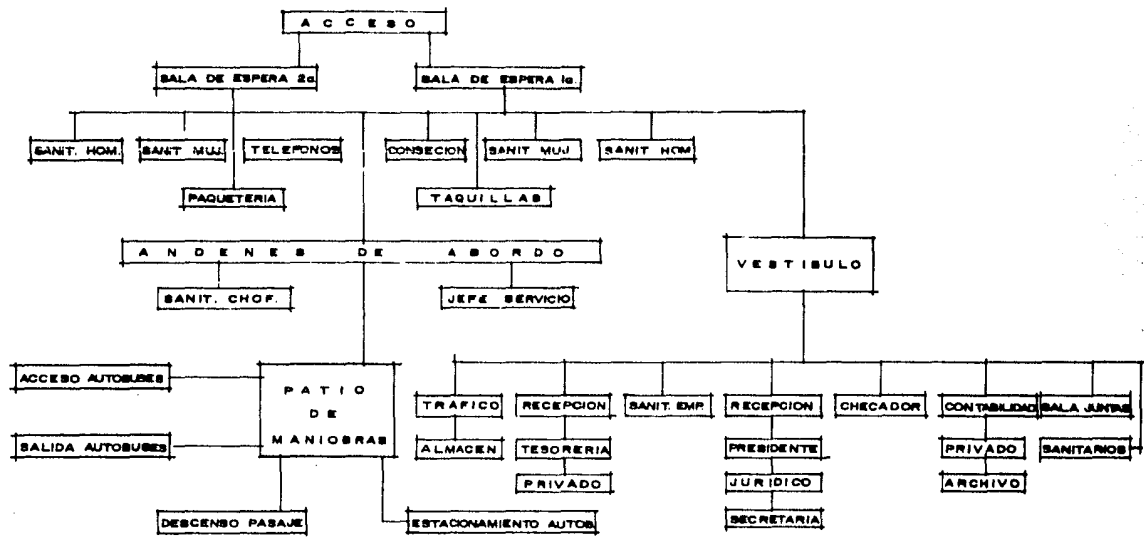 ACCESO
SALA DE ESPERA 2a.
SALA DE ESPERA 1a.
SANIT. HOM.
SANIT MUJ.
TELEFONOS
CONSECION
SANIT MUJ
SANIT HOM
PAQUETERIA
TAQUILLAS
ANDENES DE ABORDO
VESTIBULO
SANIT. CHOF.
JEFE SERVICIO
ACCESO AUTOBUSES
PATIO
DE
MANIOBRAS
SALIDA AUTOBUSES
TRAFICO
RECEPCION
SANIT. EMP.
RECEPCION
CHECADOR
CONTABILIDAD
SALA JUNTAS
ALMACEN
TESORERIA
PRESIDENTE
PRIVADO
SANITARIOS
PRIVADO
JURIDICO
ARCHIVO
SECRETARIA
DESCENSO PASAJE
ESTACIONAMIENTO AUTOS.